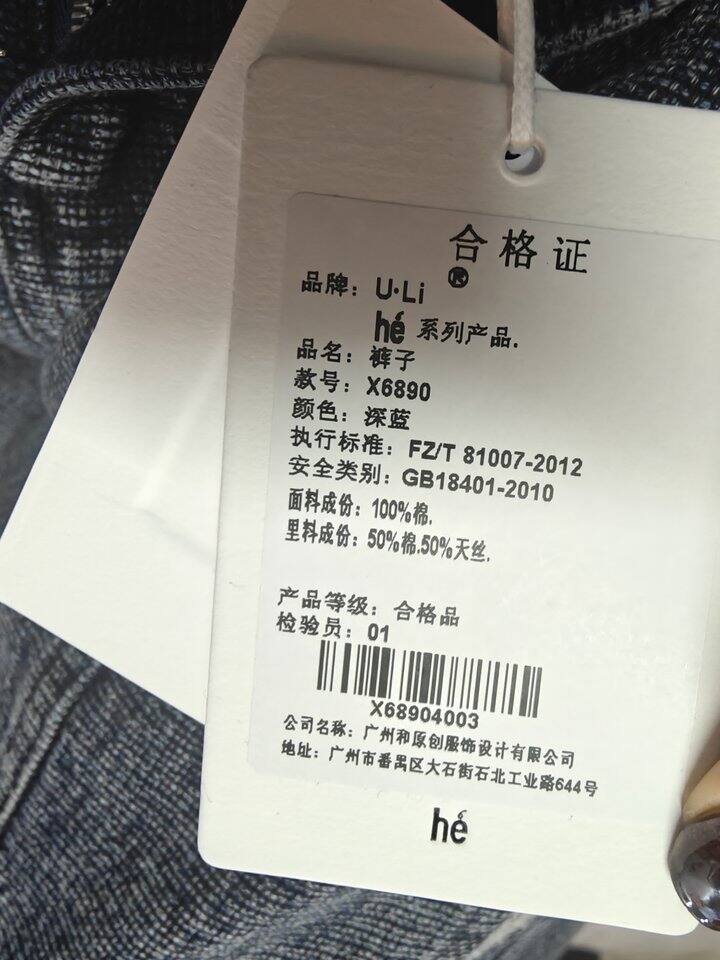 合格证
品牌：U·Li®
hé 系列产品.
品名：裤子
款号：X6890
颜色：深蓝
执行标准：FZ/T 81007-2012
安全类别：GB18401-2010
面料成份：100%棉.
里料成份：50%棉.50%天丝.
产品等级：合格品
检验员：01
X68904003
公司名称：广州和原创服饰设计有限公司
地址：广州市番禺区大石街石北工业路644号
hé